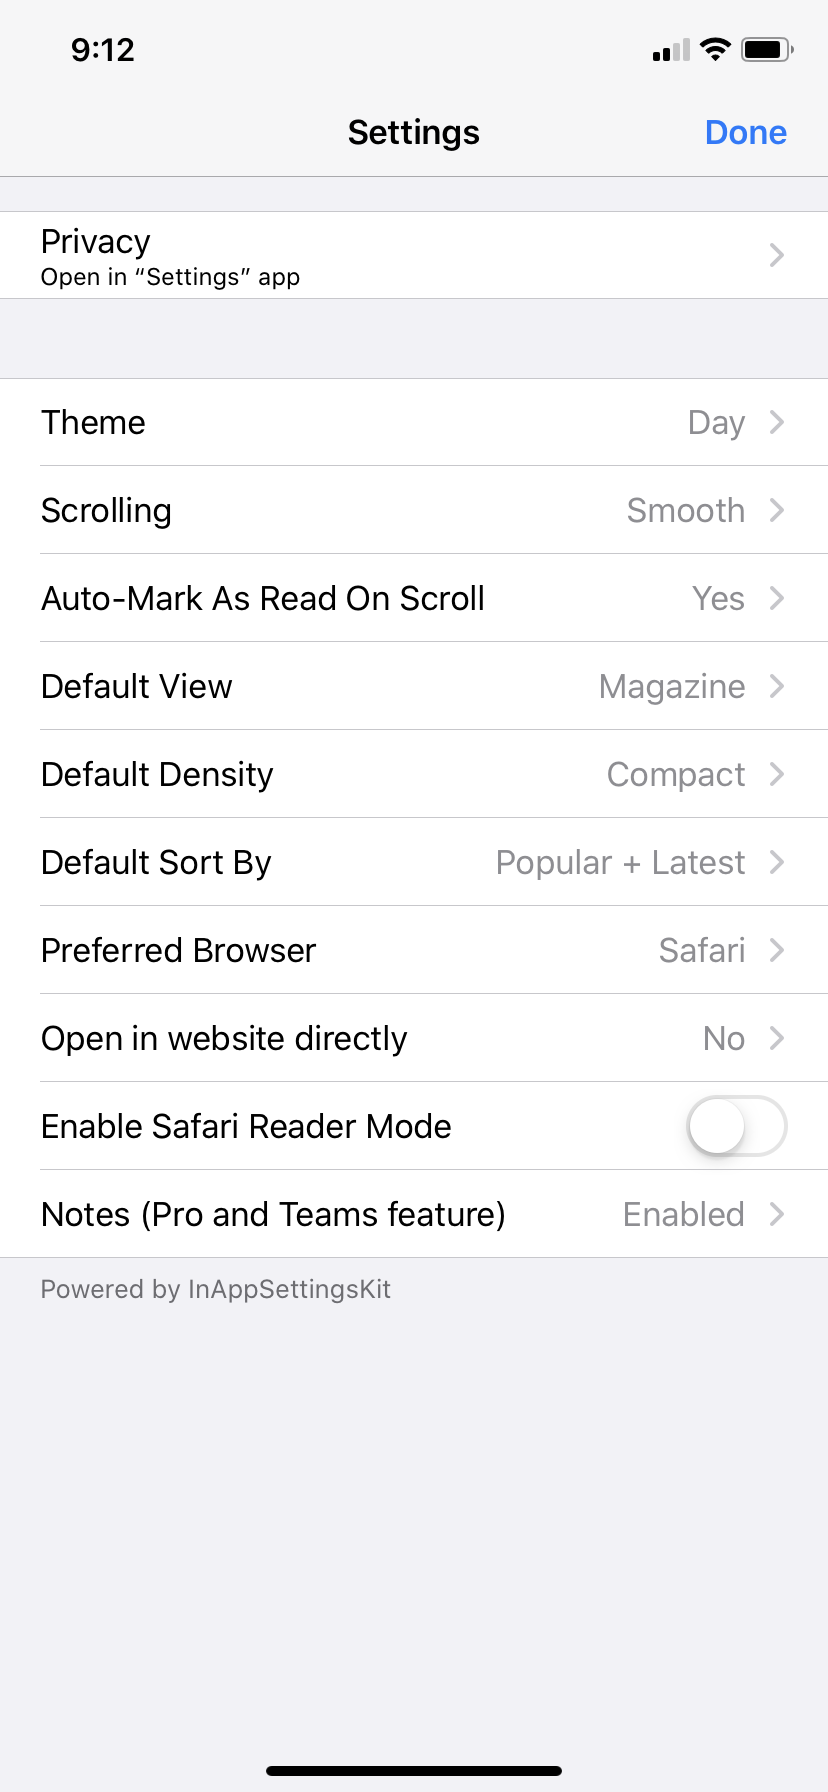 9:12
Settings
Done
Privacy
Open in “Settings” app
Theme
Day
Scrolling
Smooth
Auto-Mark As Read On Scroll
Yes
Default View
Magazine
Default Density
Compact
Default Sort By
Popular + Latest
Preferred Browser
Safari
Open in website directly
No
Enable Safari Reader Mode
Notes (Pro and Teams feature)
Enabled
Powered by InAppSettingsKit